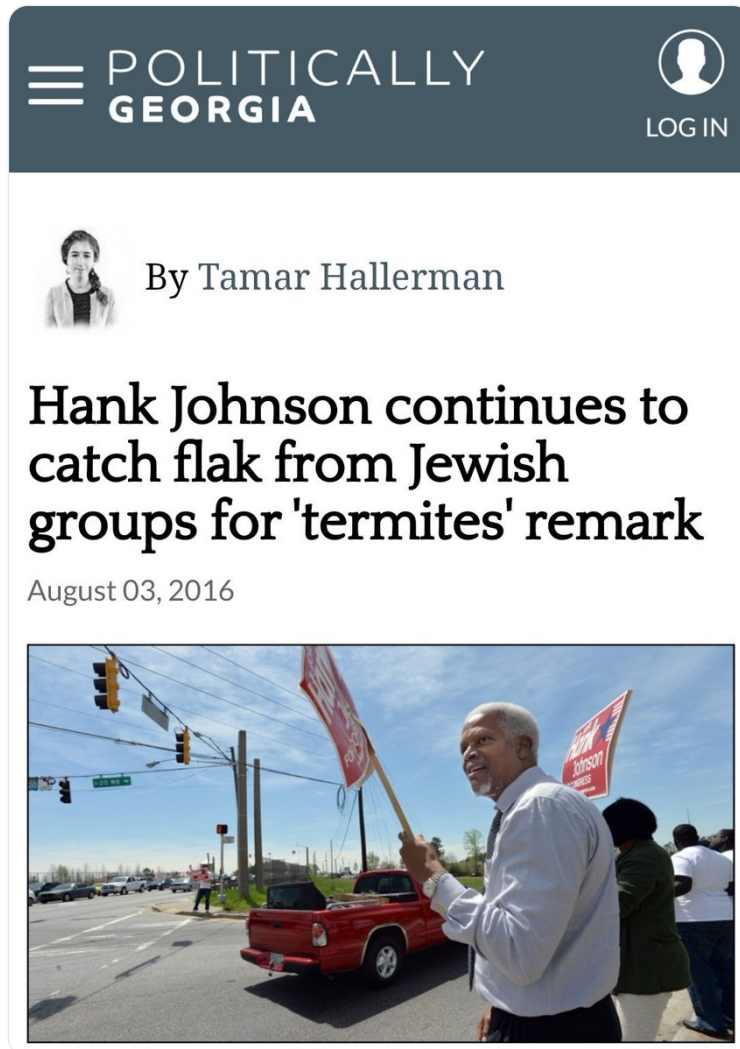 POLITICALLY
GEORGIA
LOG IN
By Tamar Hallerman
Hank Johnson continues to
catch flak from Jewish
groups for 'termites' remark
August 03, 2016
Hank
Johnson
CONGRESS